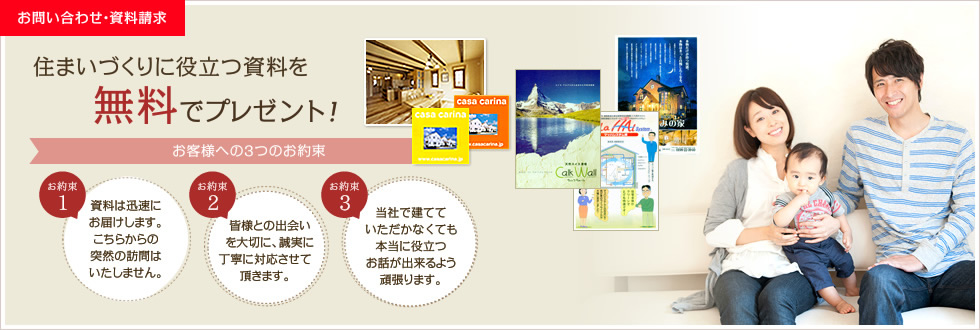 お問い合わせ・資料請求
住まいづくりに役立つ資料を
無料でプレゼント!
お客様への3つのお約束
お約束
1
資料は迅速に
お届けします。
こちらからの
突然の訪問は
いたしません。
お約束
2
皆様との出会い
を大切に、誠実に
丁寧に対応させて
頂きます。
お約束
3
当社で建てて
いただかなくても
本当に役立つ
お話が出来るよう
頑張ります。
casa carina
www.casacarina.jp
casa carina
www.casacarina.jp
Calk Wall
の家